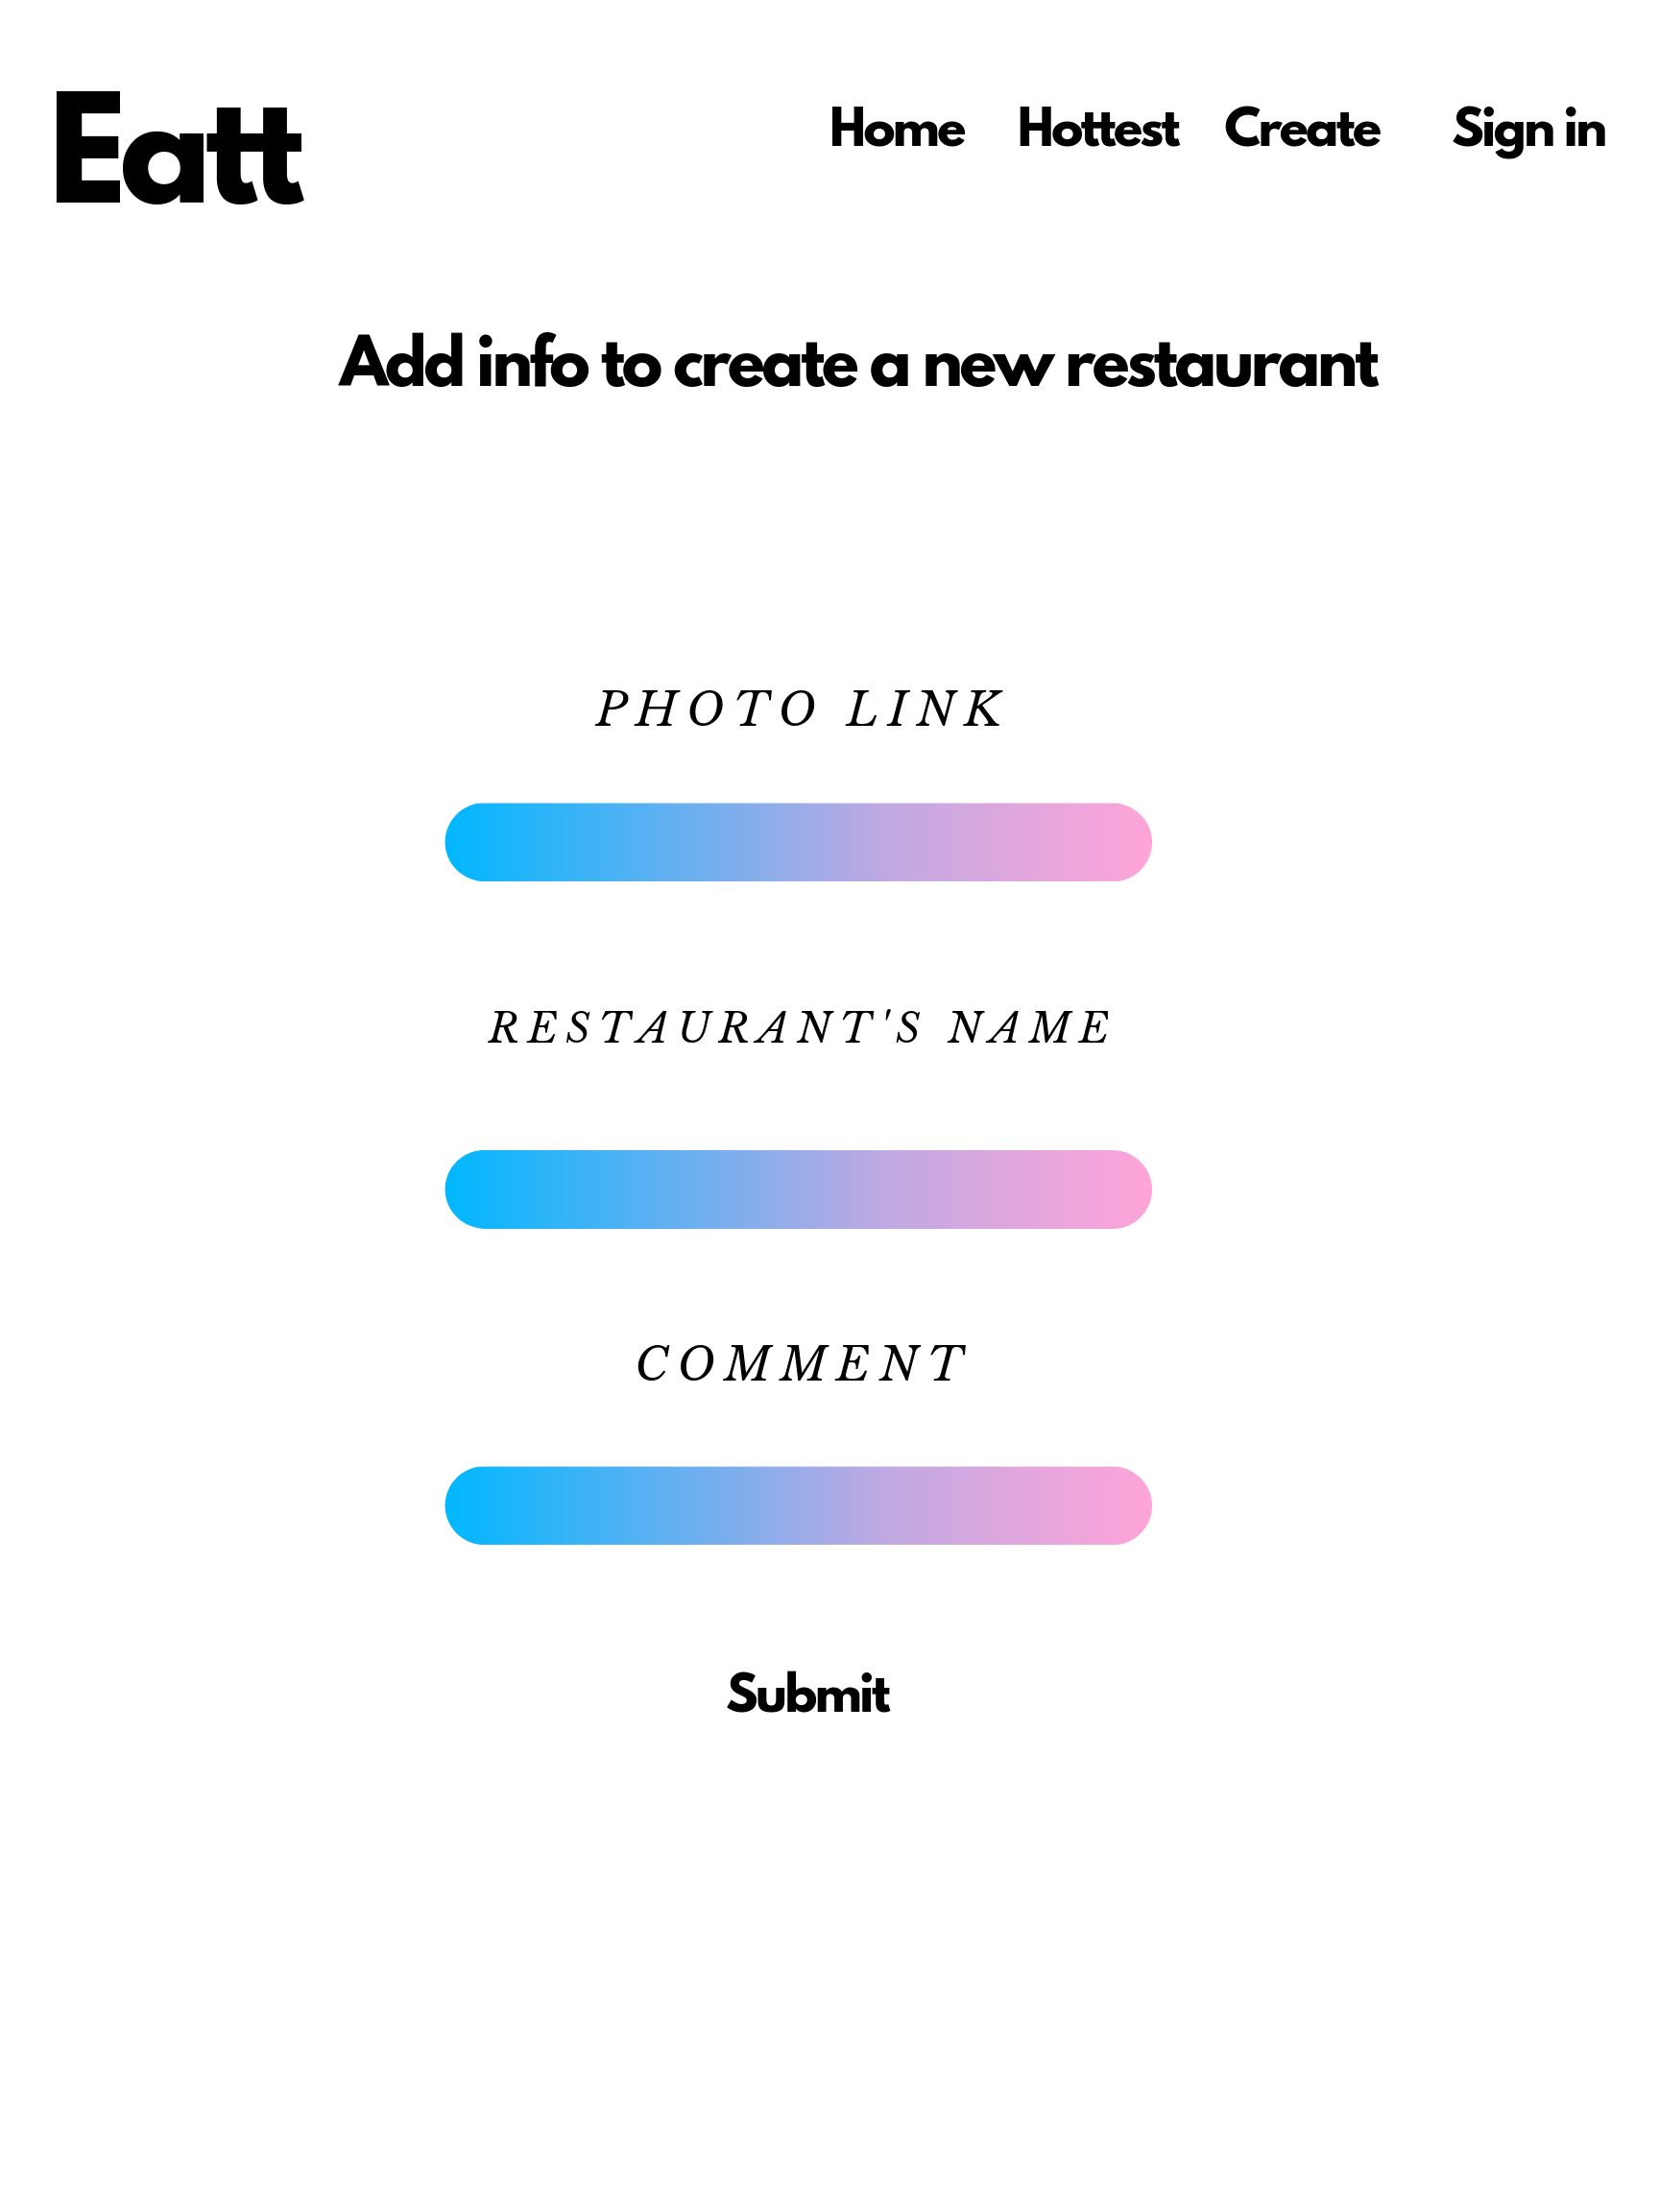 Eatt
Home Hottest Create Sign in
Add info to create a new restaurant
PHOTO LINK
RESTAURANT'S NAME
COMMENT
Submit